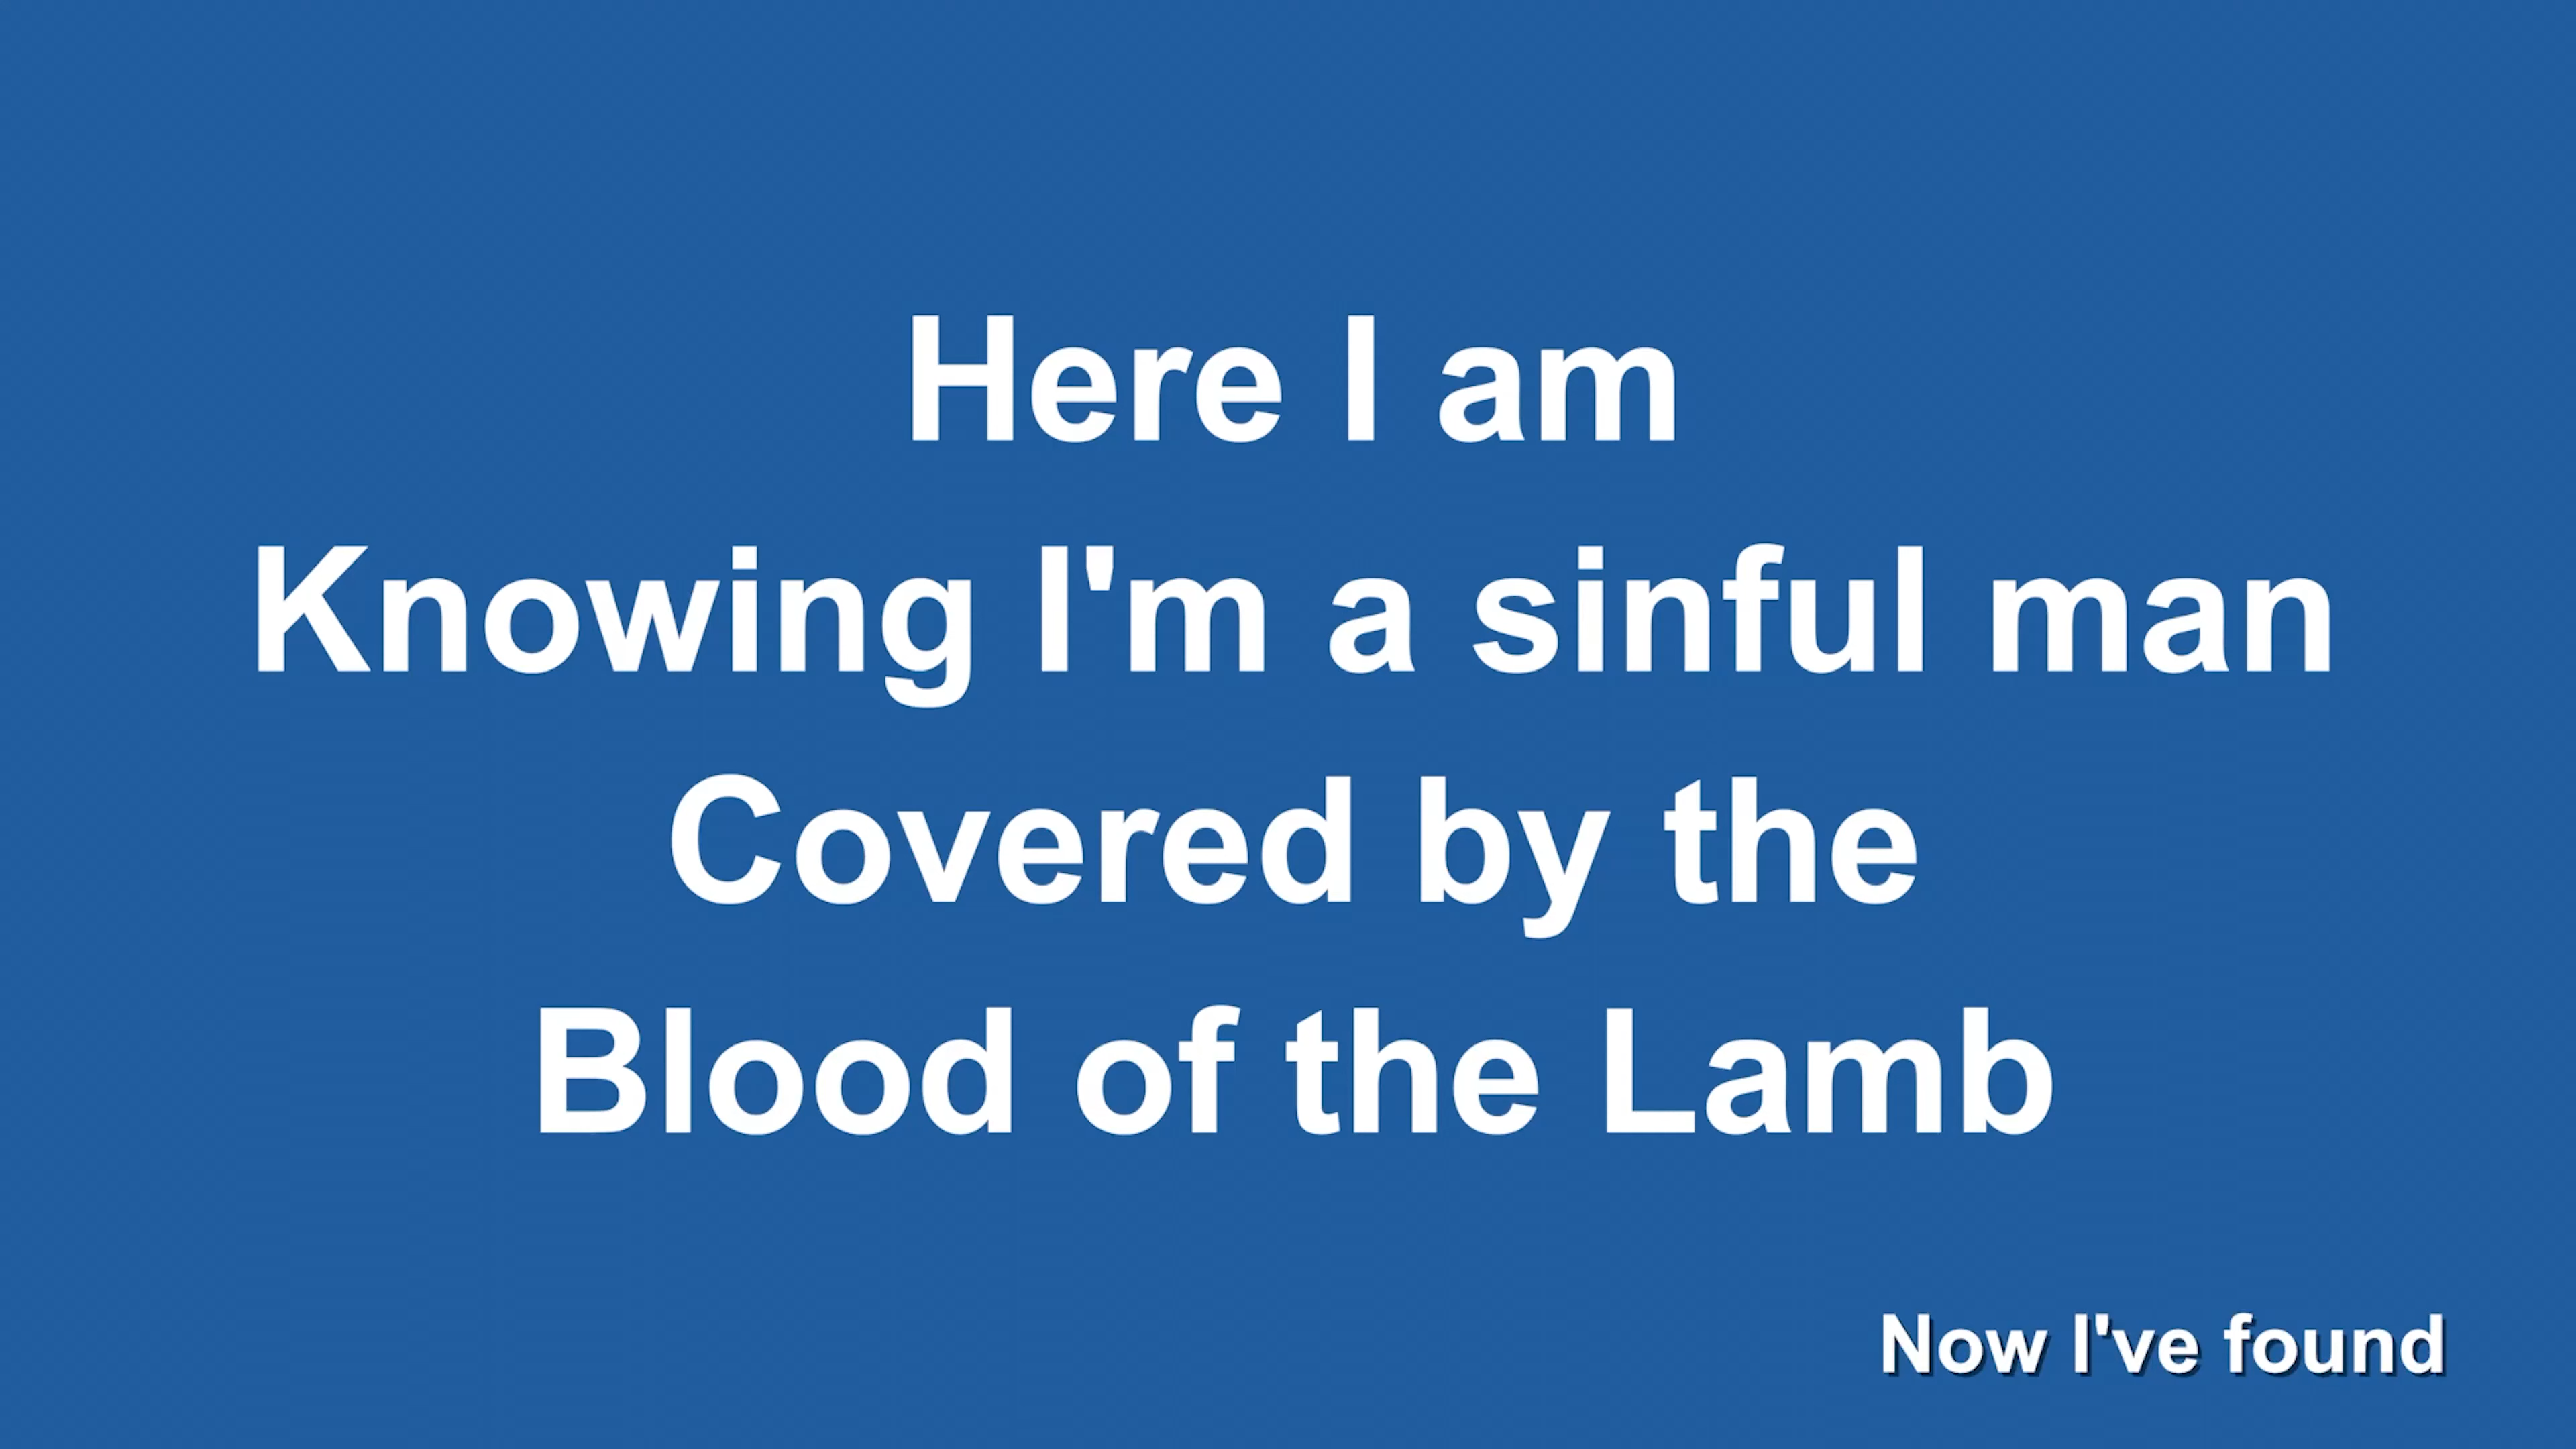 Here I am
Knowing I'm a sinful man
Covered by the
Blood of the Lamb
Now I've found